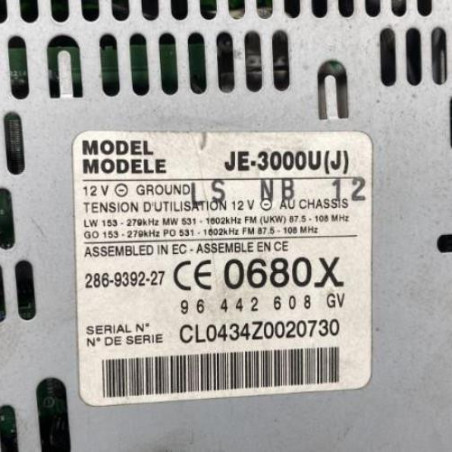 MODEL
MODELE JE-3000U(J)
12 V ⊖ GROUND LS NB 12
TENSION D'UTILISATION 12 V ⊖ AU CHASSIS
LW 153 - 279kHz MW 531 - 1602kHz FM (UKW) 87.5 - 108 MHz
GO 153 - 279kHz PO 531 - 1602kHz FM 87.5 - 108 MHz
ASSEMBLED IN EC - ASSEMBLE EN CE
286-9392-27 CE 0680X
96 442 608 GV
SERIAL N°
N° DE SERIE CL0434Z0020730